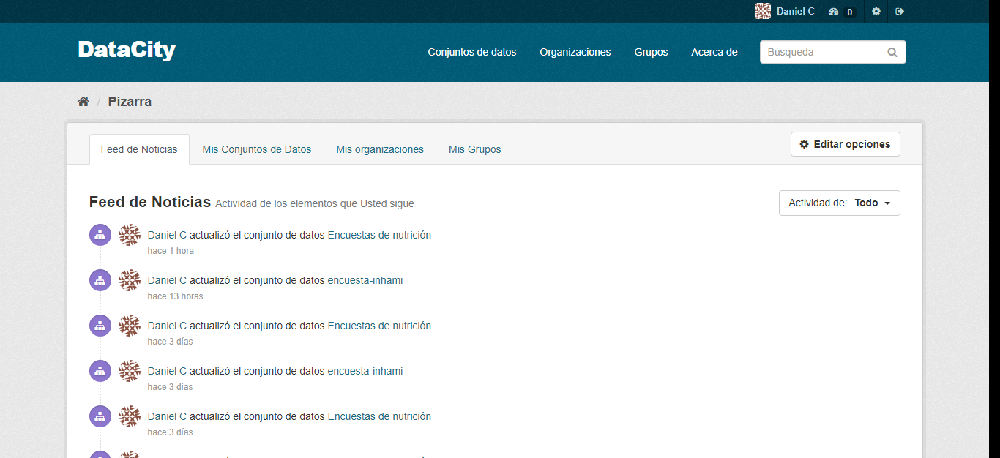 Daniel C 0
DataCity
Conjuntos de datos Organizaciones Grupos Acerca de Búsqueda
/ Pizarra
Feed de Noticias Mis Conjuntos de Datos Mis organizaciones Mis Grupos Editar opciones
Feed de Noticias Actividad de los elementos que Usted sigue Actividad de: Todo
Daniel C actualizó el conjunto de datos Encuestas de nutrición
hace 1 hora
Daniel C actualizó el conjunto de datos encuesta-inhami
hace 13 horas
Daniel C actualizó el conjunto de datos Encuestas de nutrición
hace 3 días
Daniel C actualizó el conjunto de datos encuesta-inhami
hace 3 días
Daniel C actualizó el conjunto de datos Encuestas de nutrición
hace 3 días